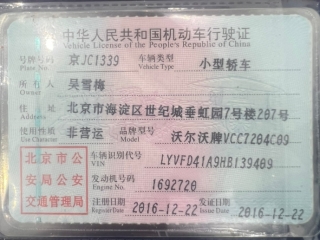 中华人民共和国机动车行驶证
Vehicle License of the People's Republic of China
号牌号码 京JC1339 车辆类型 小型轿车
Plate No. Vehicle Type
所有人 吴雪梅
Owner
住址 北京市海淀区世纪城垂虹园7号楼207号
Address
使用性质 非营运 品牌型号 沃尔沃牌VCC7204C09
Use Character Model
北京市公安局公安交通管理局
车辆识别代号 LYVFD41A9HB139409
VIN
发动机号码 1692720
Engine No.
注册日期 2016-12-22 发证日期 2016-12-22
Register Date Issue Date